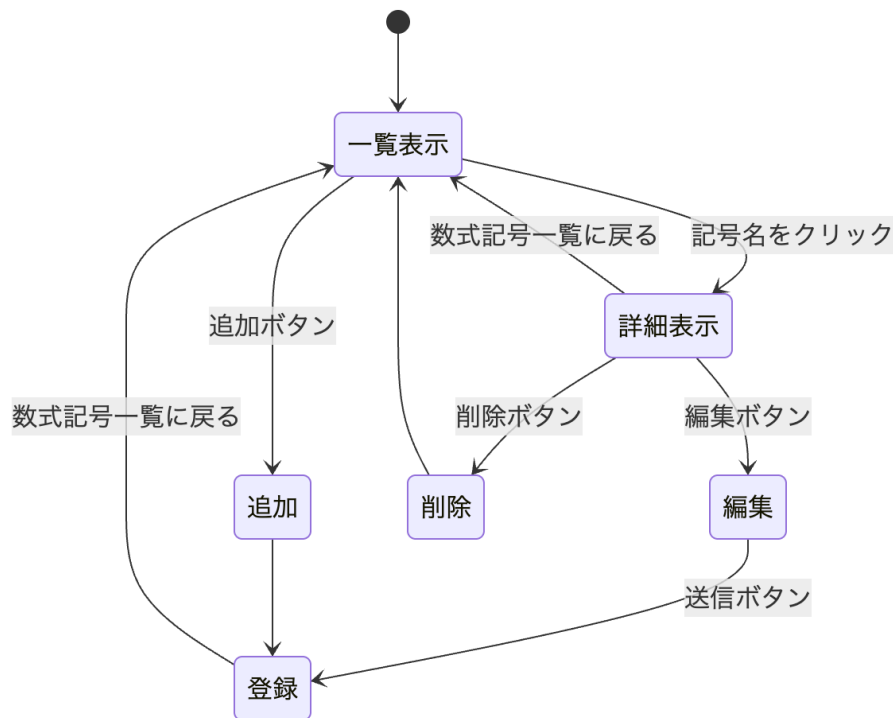 一覧表示
数式記号一覧に戻る
記号名をクリック
追加ボタン
詳細表示
数式記号一覧に戻る
削除ボタン
編集ボタン
追加
削除
編集
送信ボタン
登録